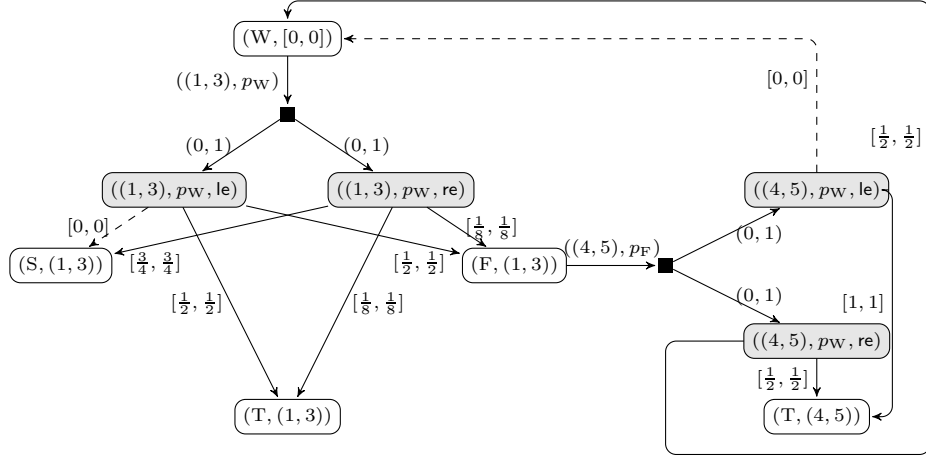 (W, [0, 0])
((1, 3), p_W)
[0, 0]
(0, 1)
(0, 1)
[1/2, 1/2]
((1, 3), p_W, le)
((1, 3), p_W, re)
((4, 5), p_W, le)
[0, 0]
[1/8, 1/8]
((4, 5), p_F)
(0, 1)
(S, (1, 3))
[3/4, 3/4]
[1/2, 1/2]
(F, (1, 3))
[1/2, 1/2]
[1/8, 1/8]
(0, 1)
[1, 1]
((4, 5), p_W, re)
[1/2, 1/2]
(T, (1, 3))
(T, (4, 5))